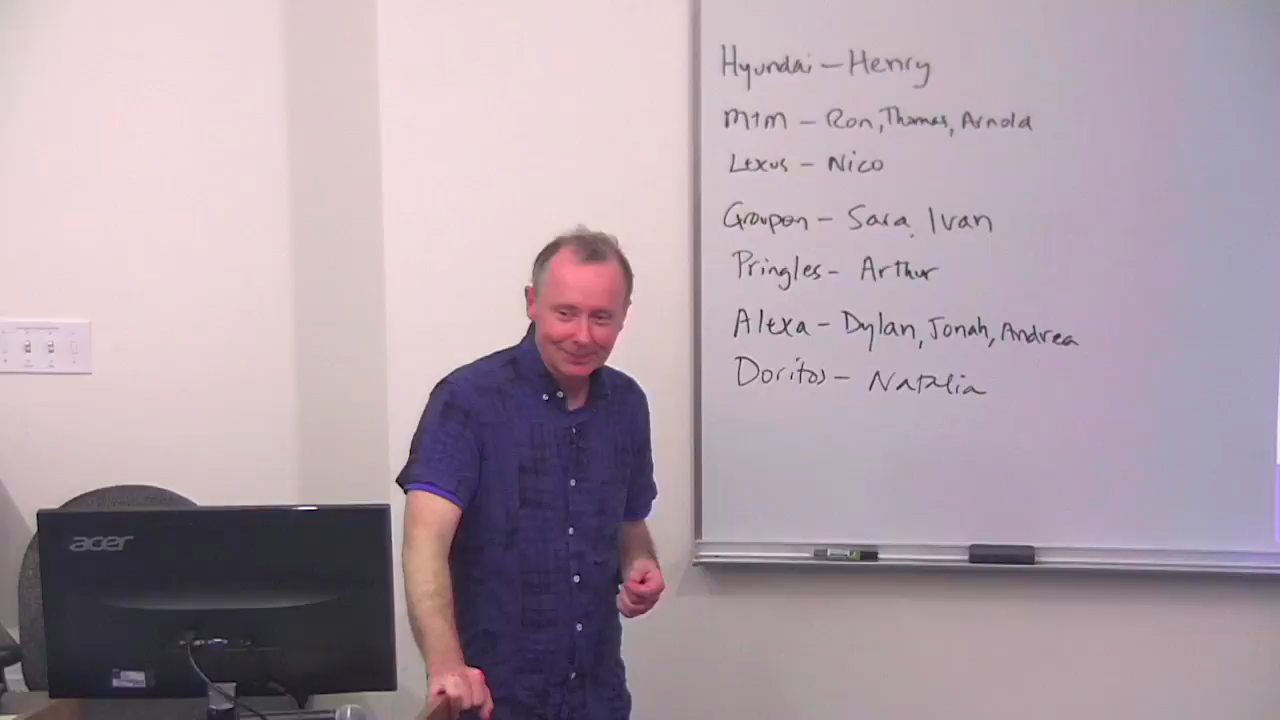 Hyundai – Henry
M+M – Ron, Thomas, Arnold
Lexus – Nico
Groupon – Sara, Ivan
Pringles – Arthur
Alexa – Dylan, Jonah, Andrea
Doritos – Natalia
acer